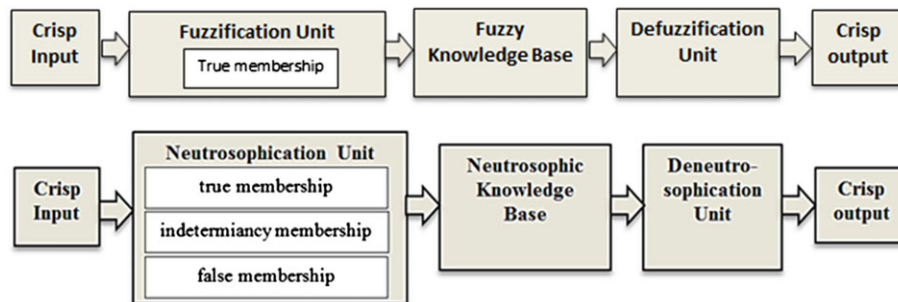 Crisp
Input
Fuzzification Unit
True membership
Fuzzy
Knowledge Base
Defuzzification
Unit
Crisp
output
Crisp
Input
Neutrosophication Unit
true membership
indetermiancy membership
false membership
Neutrosophic
Knowledge
Base
Deneutro-
sophication
Unit
Crisp
output